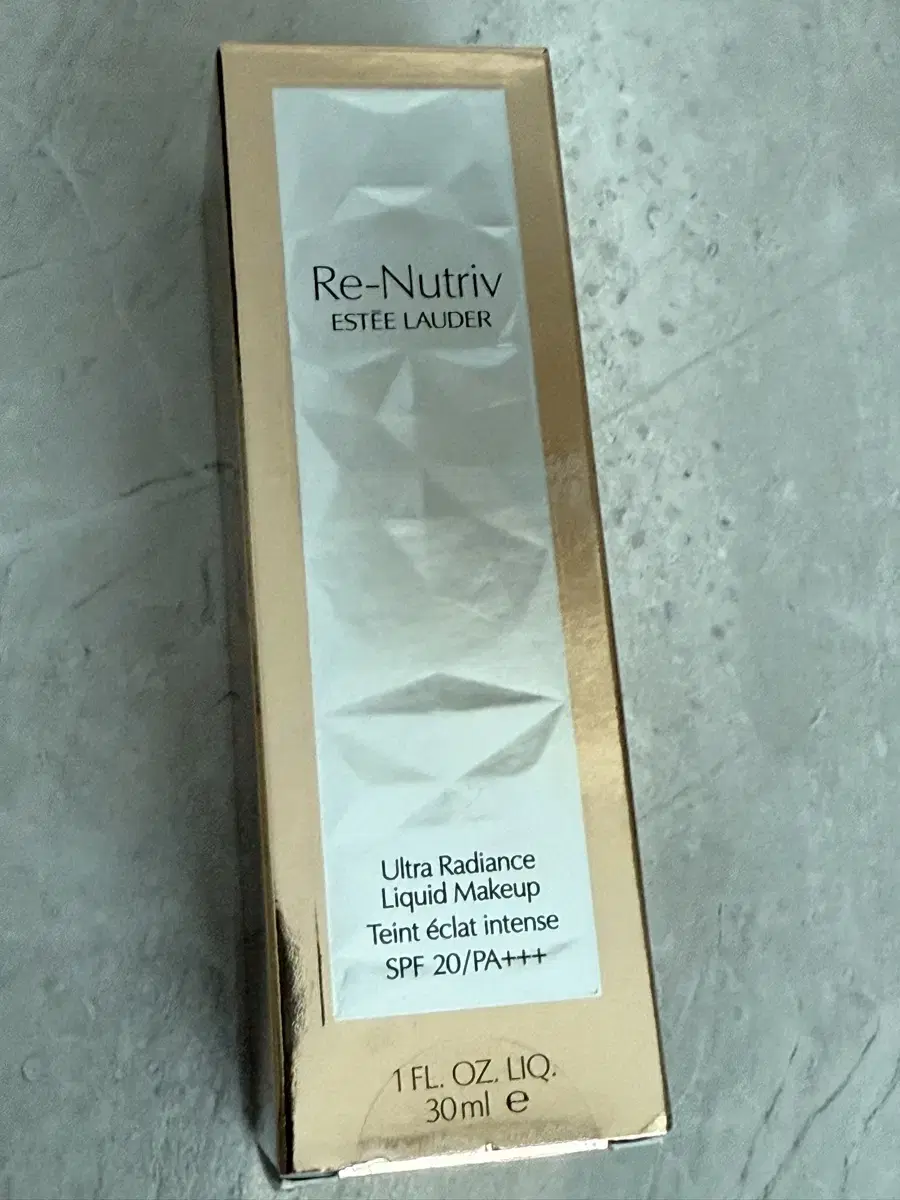 Re-Nutriv
ESTĒE LAUDER
Ultra Radiance
Liquid Makeup
Teint éclat intense
SPF 20/PA+++
1 FL. OZ. LIQ.
30ml e